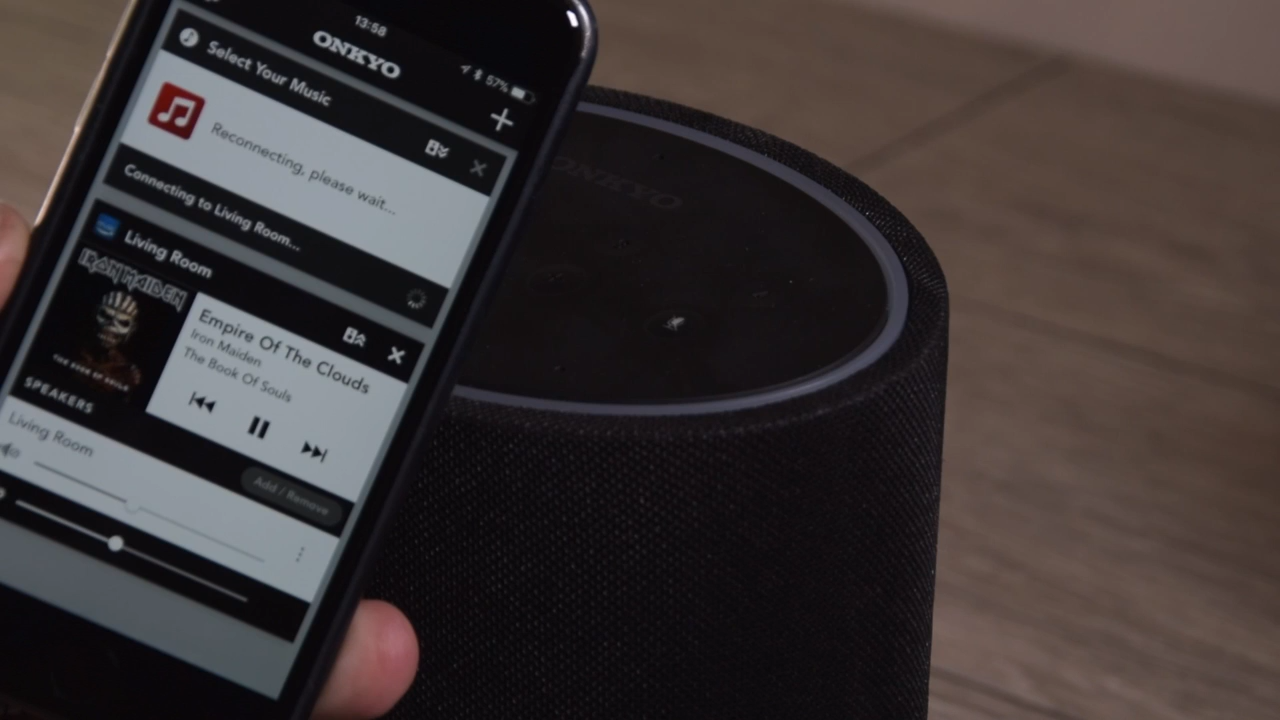 13:58
57%
ONKYO
Select Your Music
Reconnecting, please wait...
Connecting to Living Room...
Living Room
IRON MAIDEN
THE BOOK OF SOULS
Empire Of The Clouds
Iron Maiden
The Book Of Souls
SPEAKERS
Living Room
Add / Remove
ONKYO